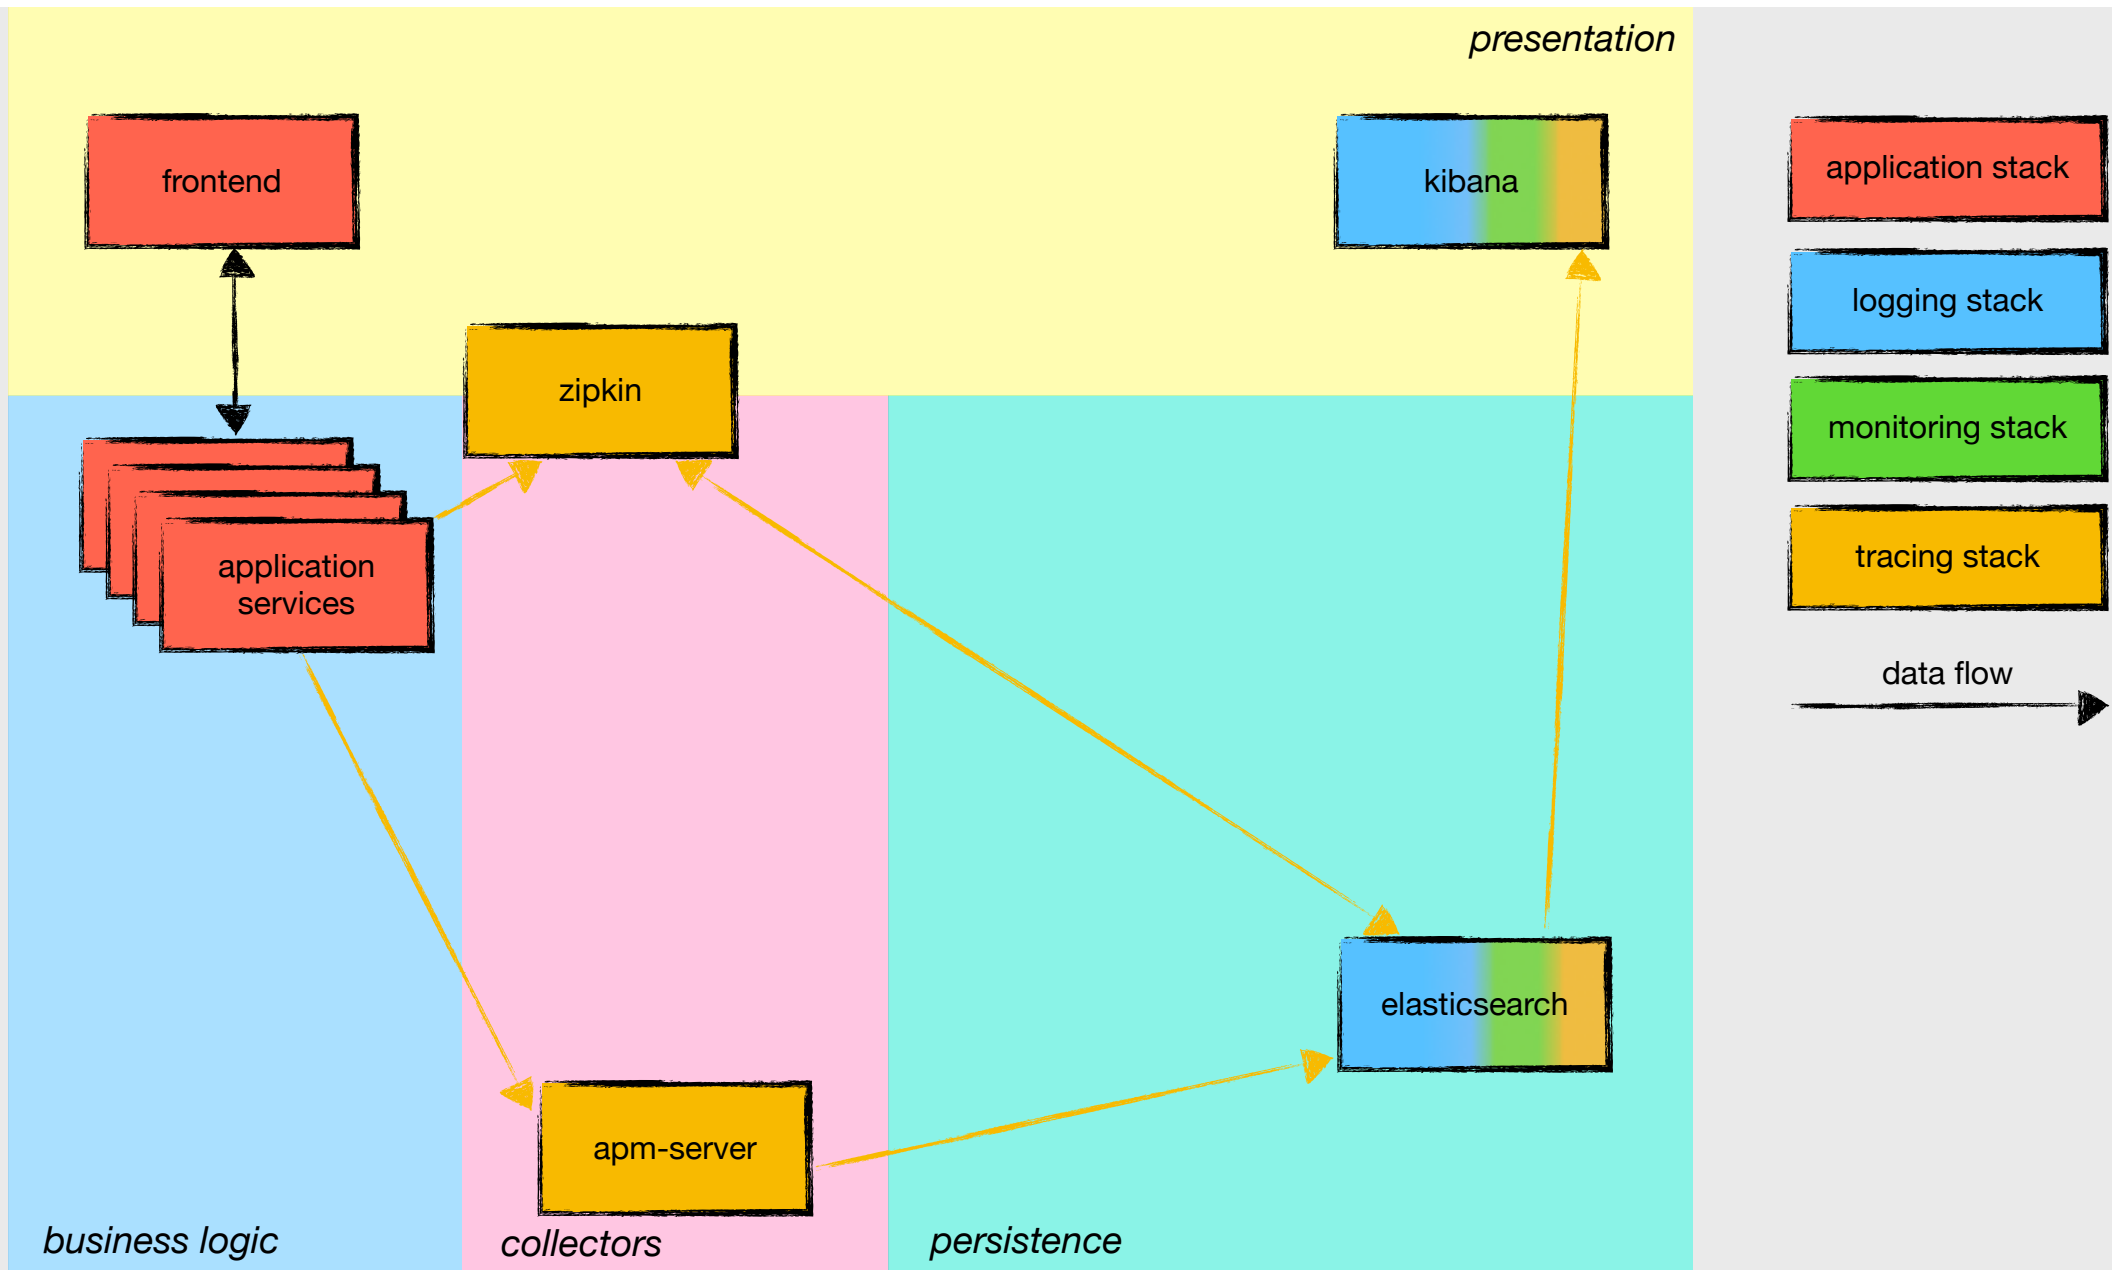 presentation
frontend
kibana
zipkin
application
services
elasticsearch
apm-server
business logic
collectors
persistence
application stack
logging stack
monitoring stack
tracing stack
data flow